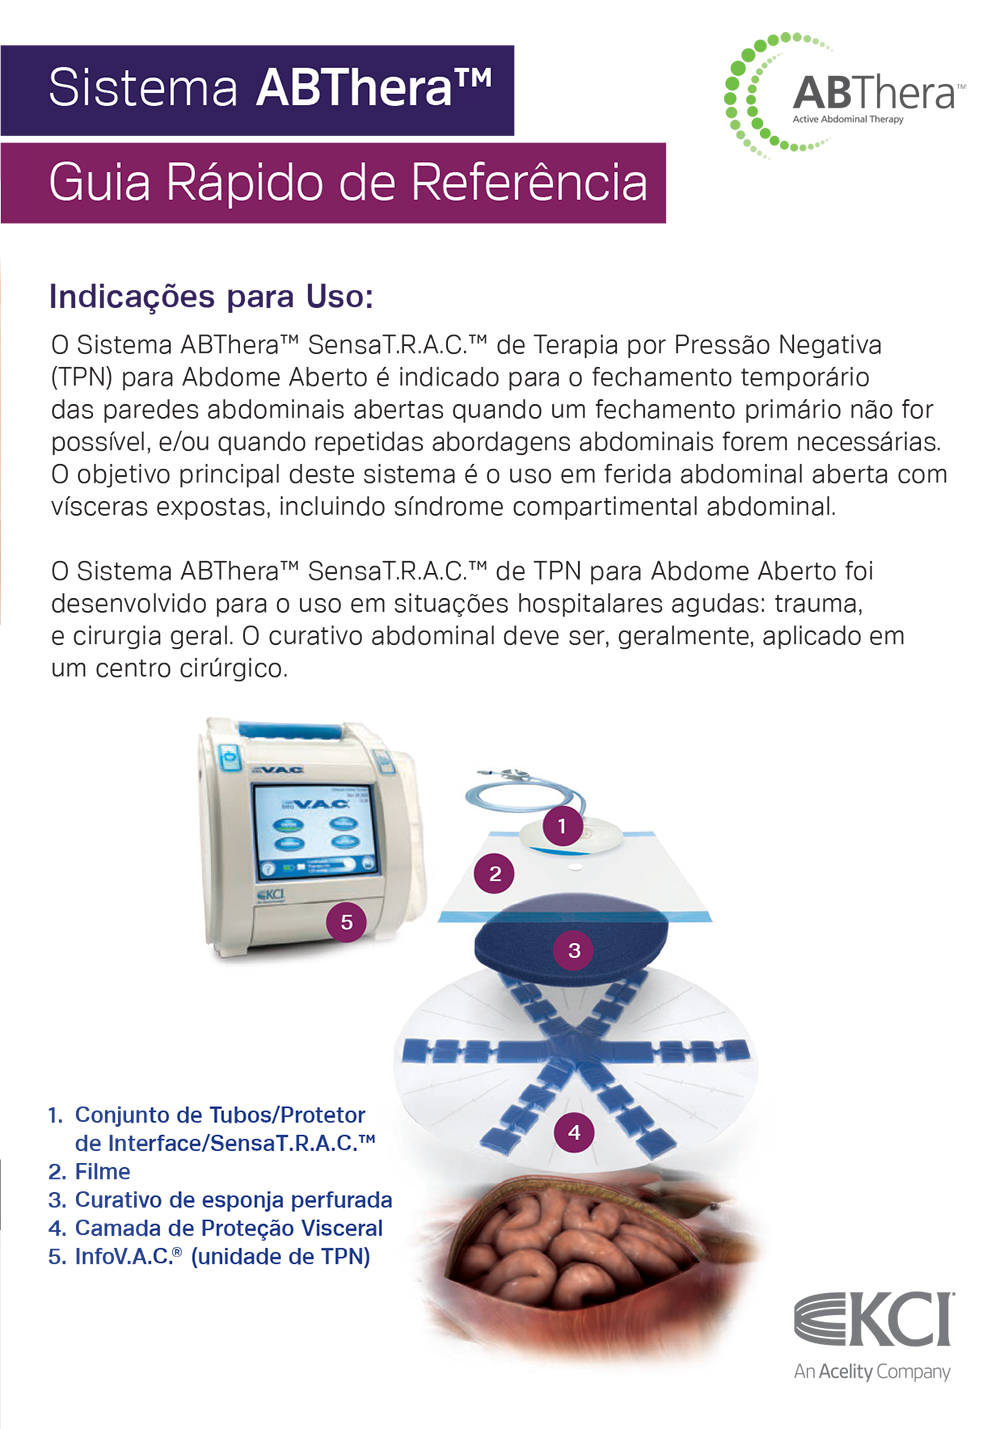 Sistema ABThera™
ABThera™
Active Abdominal Therapy
Guia Rápido de Referência
Indicações para Uso:
O Sistema ABThera™ SensaT.R.A.C.™ de Terapia por Pressão Negativa
(TPN) para Abdome Aberto é indicado para o fechamento temporário
das paredes abdominais abertas quando um fechamento primário não for
possível, e/ou quando repetidas abordagens abdominais forem necessárias.
O objetivo principal deste sistema é o uso em ferida abdominal aberta com
vísceras expostas, incluindo síndrome compartimental abdominal.
O Sistema ABThera™ SensaT.R.A.C.™ de TPN para Abdome Aberto foi
desenvolvido para o uso em situações hospitalares agudas: trauma,
e cirurgia geral. O curativo abdominal deve ser, geralmente, aplicado em
um centro cirúrgico.
V.A.C.
V.A.C.
KCI
1
2
3
4
5
1. Conjunto de Tubos/Protetor
de Interface/SensaT.R.A.C.™
2. Filme
3. Curativo de esponja perfurada
4. Camada de Proteção Visceral
5. InfoV.A.C.® (unidade de TPN)
KCI
An Acelity Company